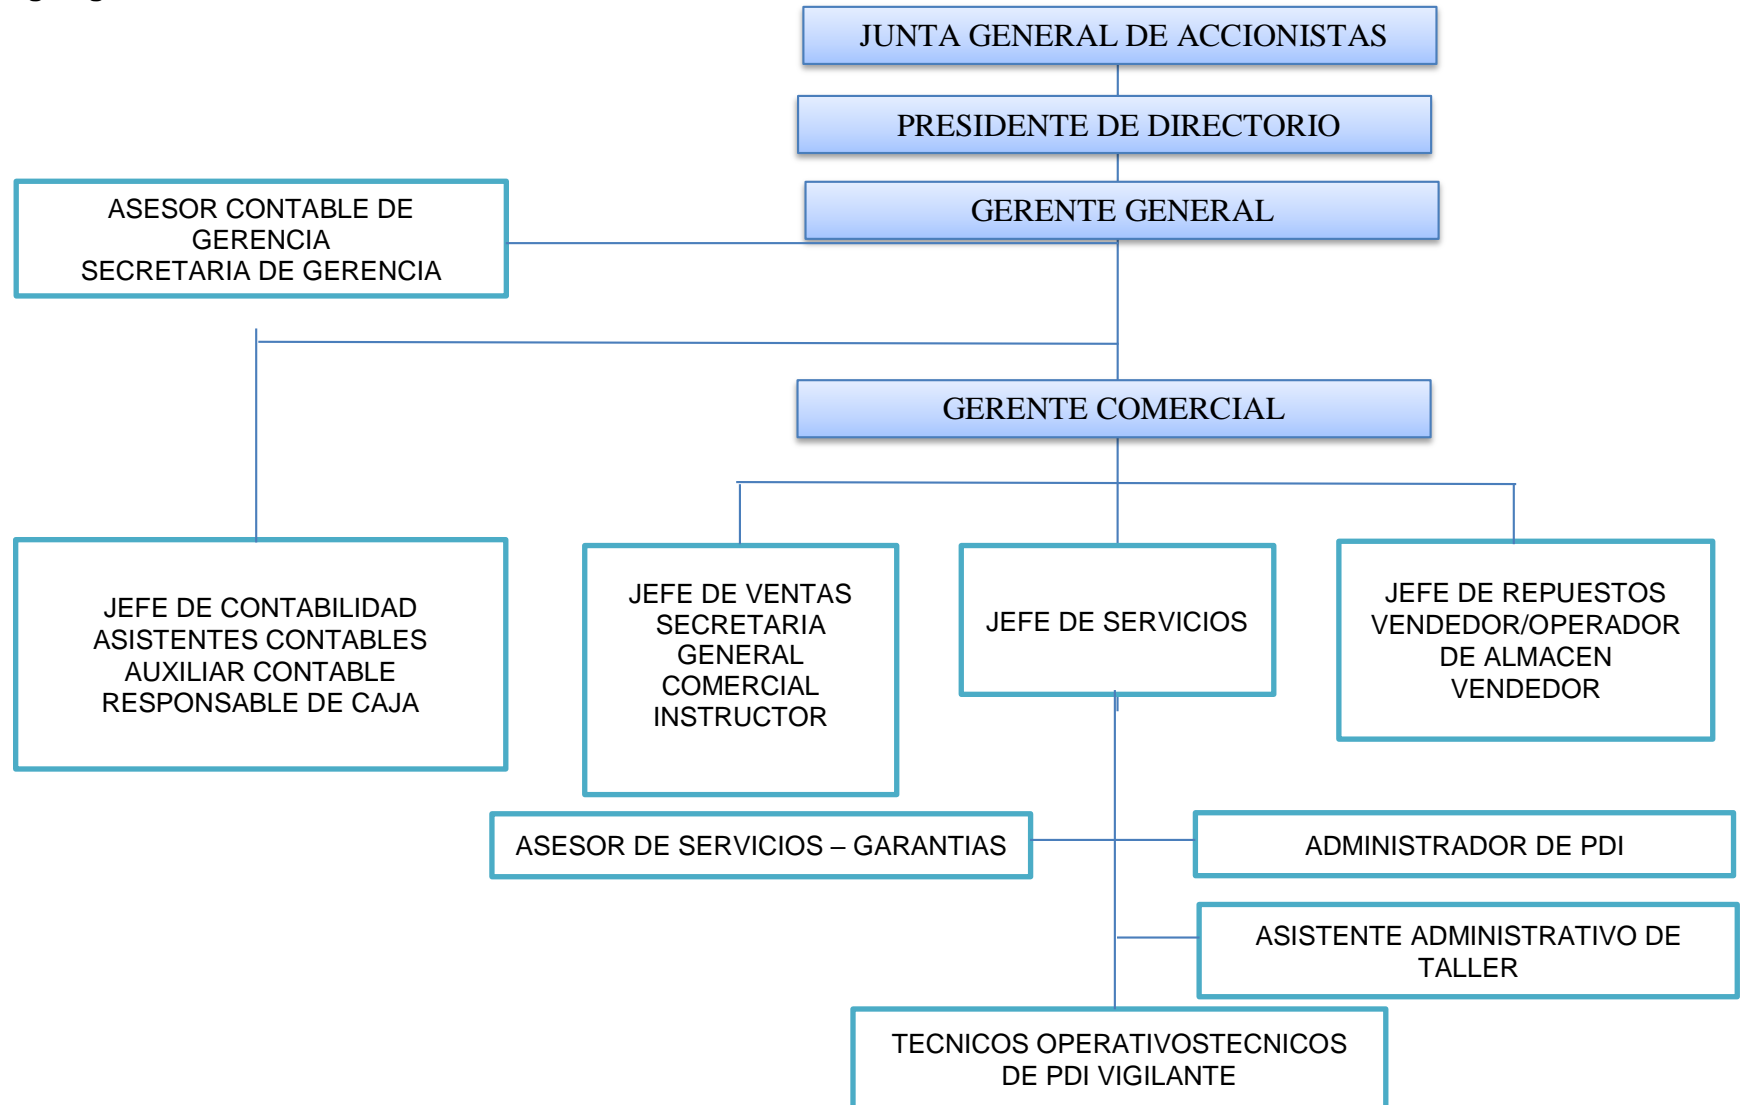 JUNTA GENERAL DE ACCIONISTAS
PRESIDENTE DE DIRECTORIO
GERENTE GENERAL
ASESOR CONTABLE DE
GERENCIA
SECRETARIA DE GERENCIA
GERENTE COMERCIAL
JEFE DE CONTABILIDAD
ASISTENTES CONTABLES
AUXILIAR CONTABLE
RESPONSABLE DE CAJA
JEFE DE VENTAS
SECRETARIA
GENERAL
COMERCIAL
INSTRUCTOR
JEFE DE SERVICIOS
JEFE DE REPUESTOS
VENDEDOR/OPERADOR
DE ALMACEN
VENDEDOR
ASESOR DE SERVICIOS – GARANTIAS
ADMINISTRADOR DE PDI
ASISTENTE ADMINISTRATIVO DE
TALLER
TECNICOS OPERATIVOSTECNICOS
DE PDI VIGILANTE